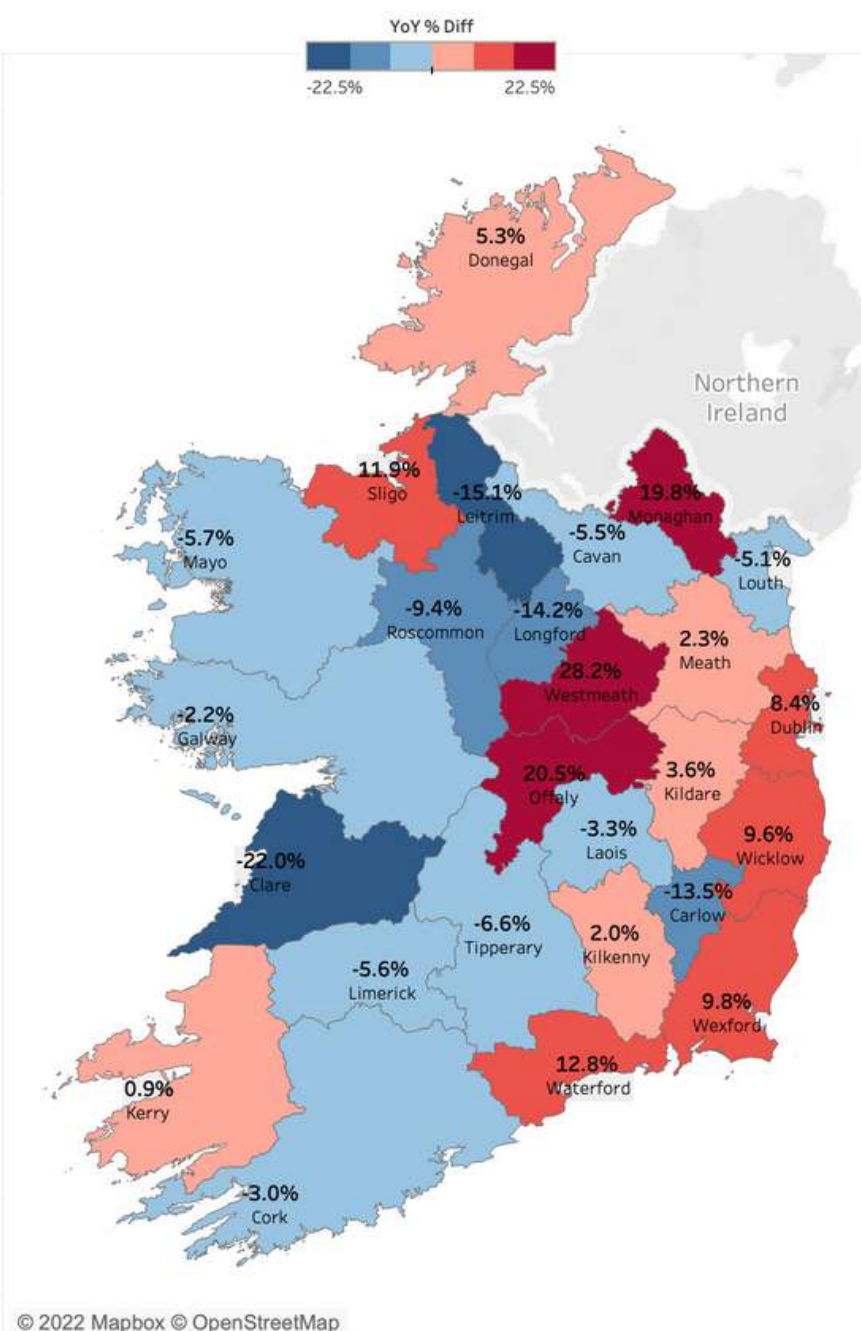 YoY % Diff
-22.5% 22.5%
5.3%
Donegal
Northern
Ireland
11.9%
Sligo
-15.1%
Leitrim
19.8%
Monaghan
-5.7%
Mayo
-5.5%
Cavan
-5.1%
Louth
-9.4%
Roscommon
-14.2%
Longford
2.3%
Meath
28.2%
Westmeath
-2.2%
Galway
8.4%
Dublin
20.5%
Offaly
3.6%
Kildare
-3.3%
Laois
9.6%
Wicklow
-22.0%
Clare
-13.5%
Carlow
-6.6%
Tipperary
2.0%
Kilkenny
-5.6%
Limerick
9.8%
Wexford
12.8%
Waterford
0.9%
Kerry
-3.0%
Cork
© 2022 Mapbox © OpenStreetMap